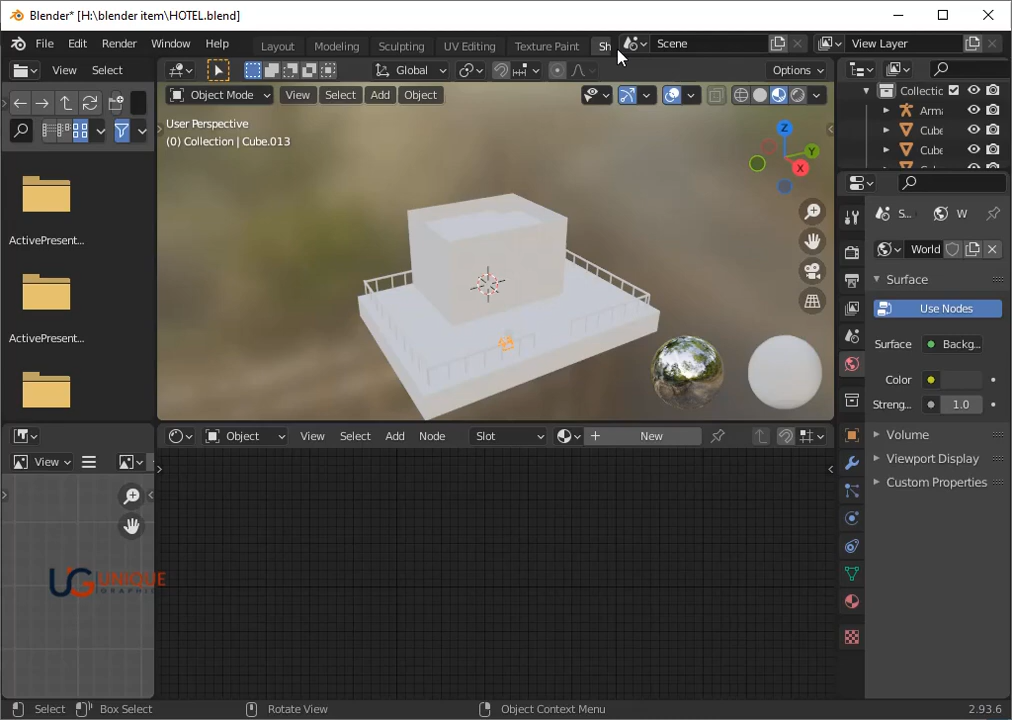 Blender* [H:\blender item\HOTEL.blend]
File Edit Render Window Help Layout Modeling Sculpting UV Editing Texture Paint Sh Scene View Layer
View Select Global Options
Object Mode View Select Add Object Collectic
User Perspective
(0) Collection | Cube.013
Arma
Cube
Cube
Z
Y
X
S... W
World
ActivePresent...
Surface
Use Nodes
Surface Backg...
ActivePresent...
Color
Streng... 1.0
Object View Select Add Node Slot New
Volume
View
Viewport Display
Custom Properties
UG UNIQUE
GRAPHIC
Select Box Select Rotate View Object Context Menu 2.93.6